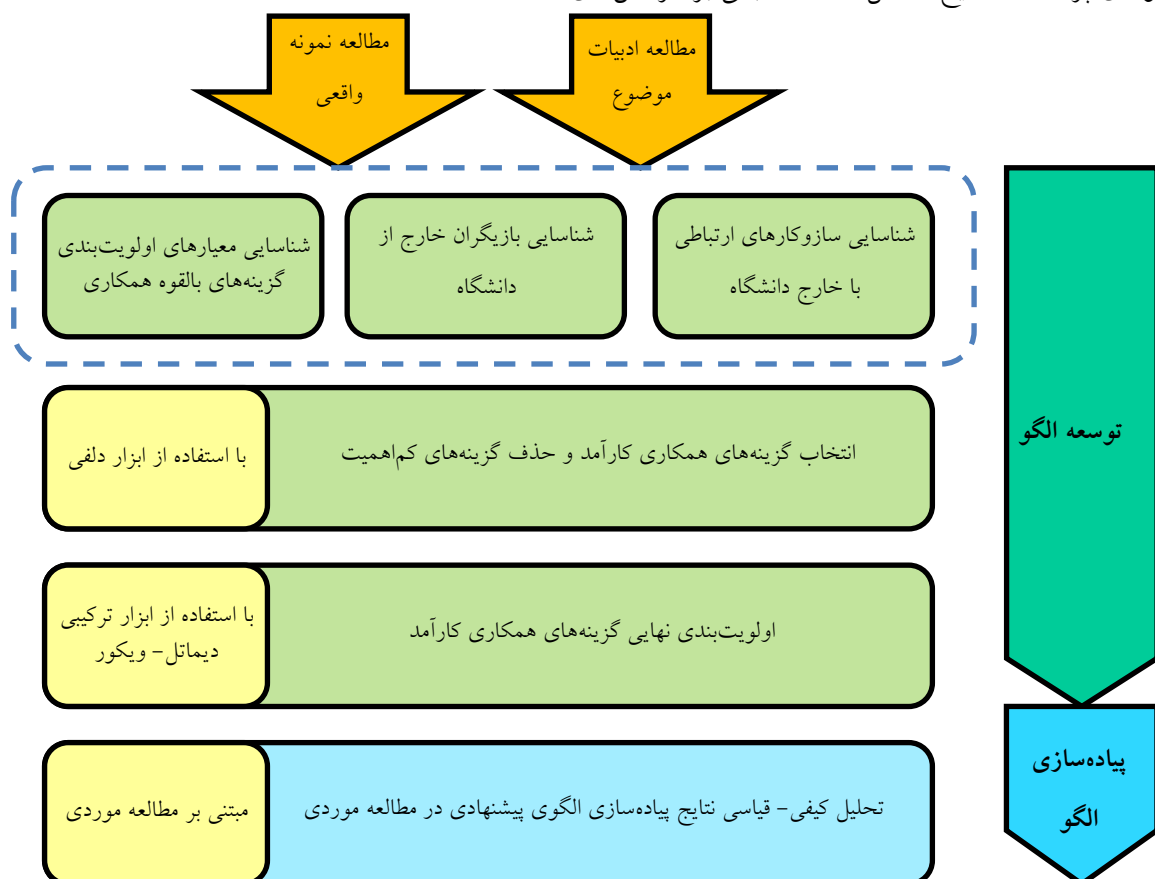 مطالعه ادبیات
موضوع
مطالعه نمونه
واقعی
شناسایی سازوکارهای ارتباطی
با خارج دانشگاه
شناسایی بازیگران خارج از
دانشگاه
شناسایی معیارهای اولویت‌بندی
گزینه‌های بالقوه همکاری
توسعه الگو
انتخاب گزینه‌های همکاری کارآمد و حذف گزینه‌های کم‌اهمیت
با استفاده از ابزار دلفی
اولویت‌بندی نهایی گزینه‌های همکاری کارآمد
با استفاده از ابزار ترکیبی
دیماتل- ویکور
پیاده‌سازی
الگو
تحلیل کیفی- قیاسی نتایج پیاده‌سازی الگوی پیشنهادی در مطالعه موردی
مبتنی بر مطالعه موردی